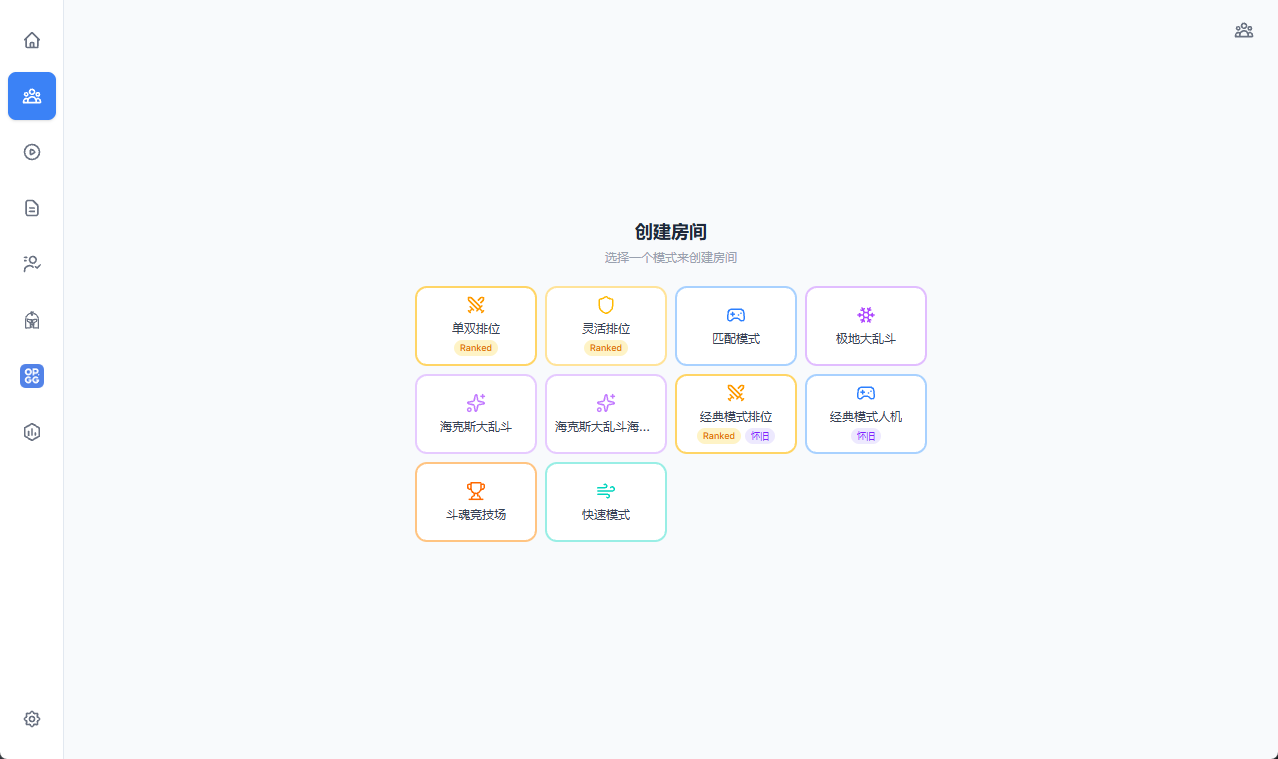 创建房间
选择一个模式来创建房间
单双排位
Ranked
灵活排位
Ranked
匹配模式
极地大乱斗
海克斯大乱斗
海克斯大乱斗海...
经典模式排位
Ranked 怀旧
经典模式人机
怀旧
斗魂竞技场
快速模式
OP
GG